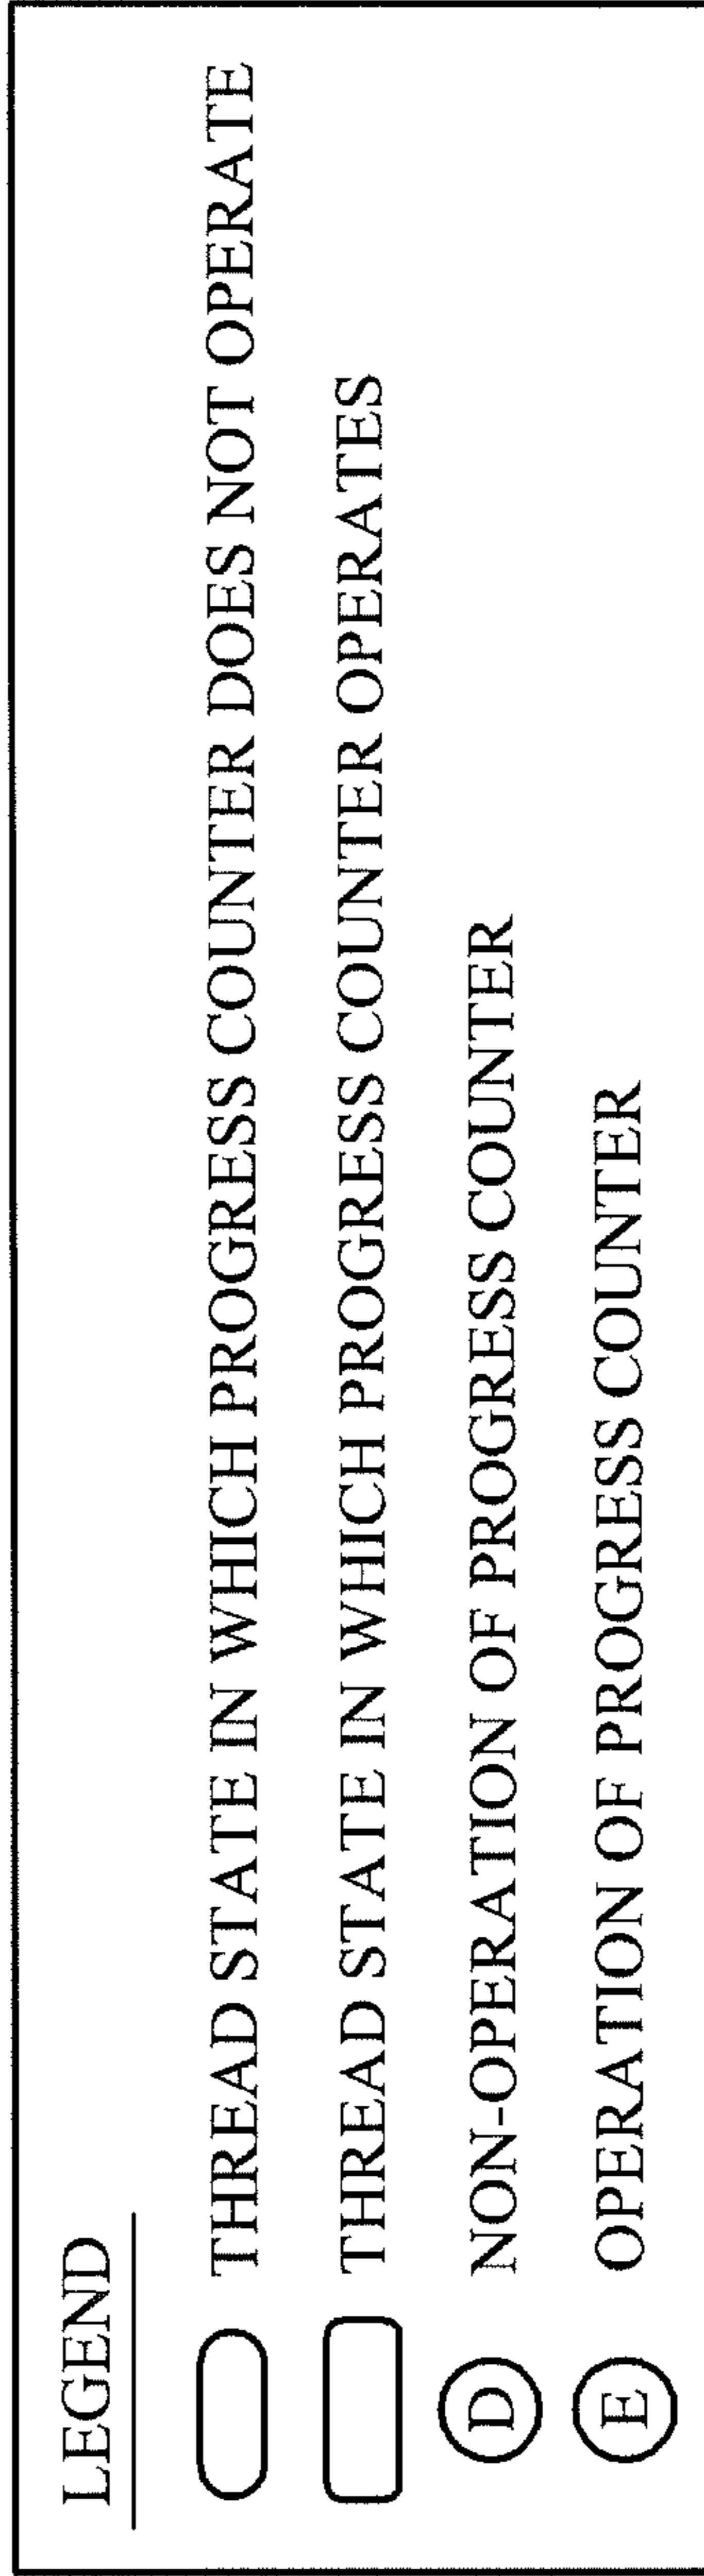 LEGEND
THREAD STATE IN WHICH PROGRESS COUNTER DOES NOT OPERATE
THREAD STATE IN WHICH PROGRESS COUNTER OPERATES
D NON-OPERATION OF PROGRESS COUNTER
E OPERATION OF PROGRESS COUNTER